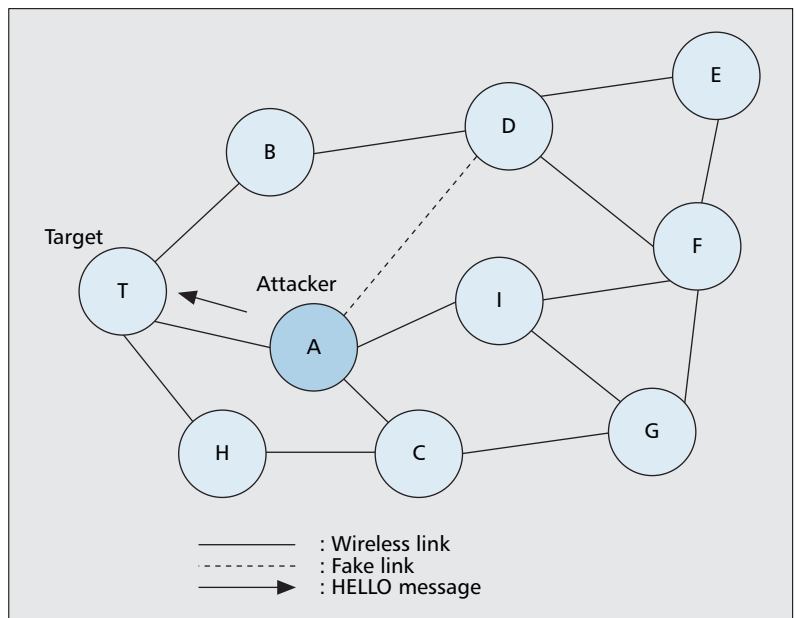 E
D
B
Target
F
T
Attacker
I
A
G
H
C
: Wireless link
: Fake link
: HELLO message